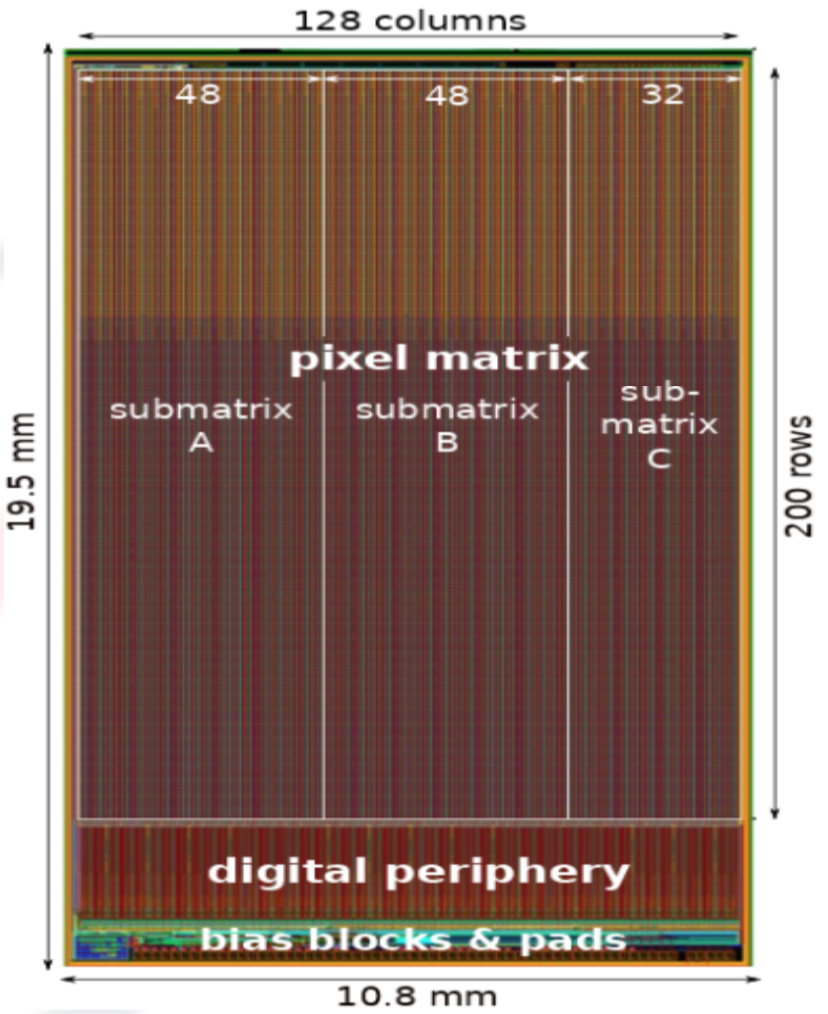 128 columns
48
48
32
pixel matrix
submatrix
A
submatrix
B
sub-
matrix
C
19.5 mm
200 rows
digital periphery
bias blocks & pads
10.8 mm